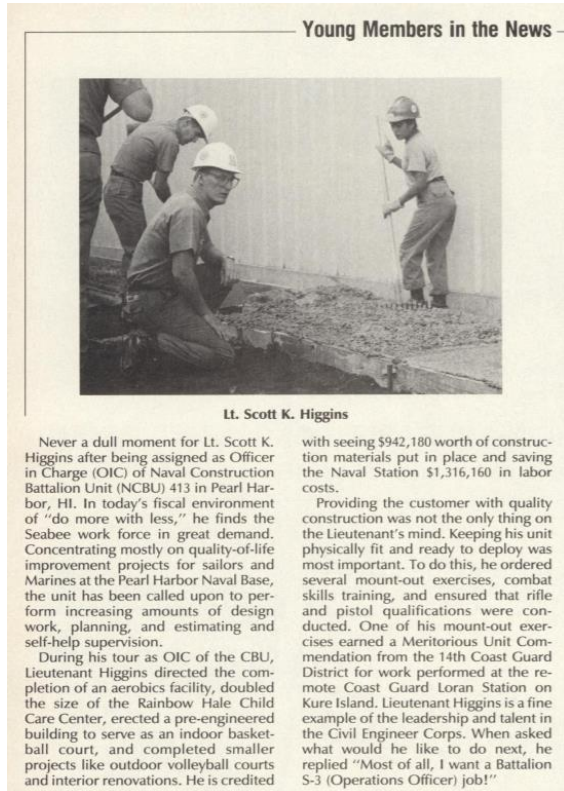 Young Members in the News
Lt. Scott K. Higgins
Never a dull moment for Lt. Scott K.
Higgins after being assigned as Officer
in Charge (OIC) of Naval Construction
Battalion Unit (NCBU) 413 in Pearl Har-
bor, HI. In today's fiscal environment
of "do more with less," he finds the
Seabee work force in great demand.
Concentrating mostly on quality-of-life
improvement projects for sailors and
Marines at the Pearl Harbor Naval Base,
the unit has been called upon to per-
form increasing amounts of design
work, planning, and estimating and
self-help supervision.
During his tour as OIC of the CBU,
Lieutenant Higgins directed the com-
pletion of an aerobics facility, doubled
the size of the Rainbow Hale Child
Care Center, erected a pre-engineered
building to serve as an indoor basket-
ball court, and completed smaller
projects like outdoor volleyball courts
and interior renovations. He is credited
with seeing $942,180 worth of construc-
tion materials put in place and saving
the Naval Station $1,316,160 in labor
costs.
Providing the customer with quality
construction was not the only thing on
the Lieutenant's mind. Keeping his unit
physically fit and ready to deploy was
most important. To do this, he ordered
several mount-out exercises, combat
skills training, and ensured that rifle
and pistol qualifications were con-
ducted. One of his mount-out exer-
cises earned a Meritorious Unit Com-
mendation from the 14th Coast Guard
District for work performed at the re-
mote Coast Guard Loran Station on
Kure Island. Lieutenant Higgins is a fine
example of the leadership and talent in
the Civil Engineer Corps. When asked
what would he like to do next, he
replied "Most of all, I want a Battalion
S-3 (Operations Officer) job!"